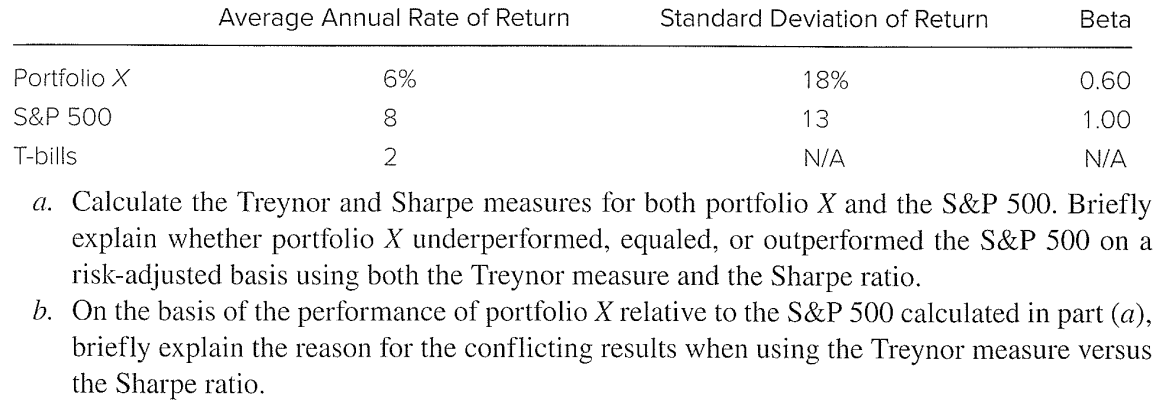 Average Annual Rate of Return Standard Deviation of Return Beta
Portfolio X 6% 18% 0.60
S&P 500 8 13 1.00
T-bills 2 N/A N/A
a. Calculate the Treynor and Sharpe measures for both portfolio X and the S&P 500. Briefly
explain whether portfolio X underperformed, equaled, or outperformed the S&P 500 on a
risk-adjusted basis using both the Treynor measure and the Sharpe ratio.
b. On the basis of the performance of portfolio X relative to the S&P 500 calculated in part (a),
briefly explain the reason for the conflicting results when using the Treynor measure versus
the Sharpe ratio.